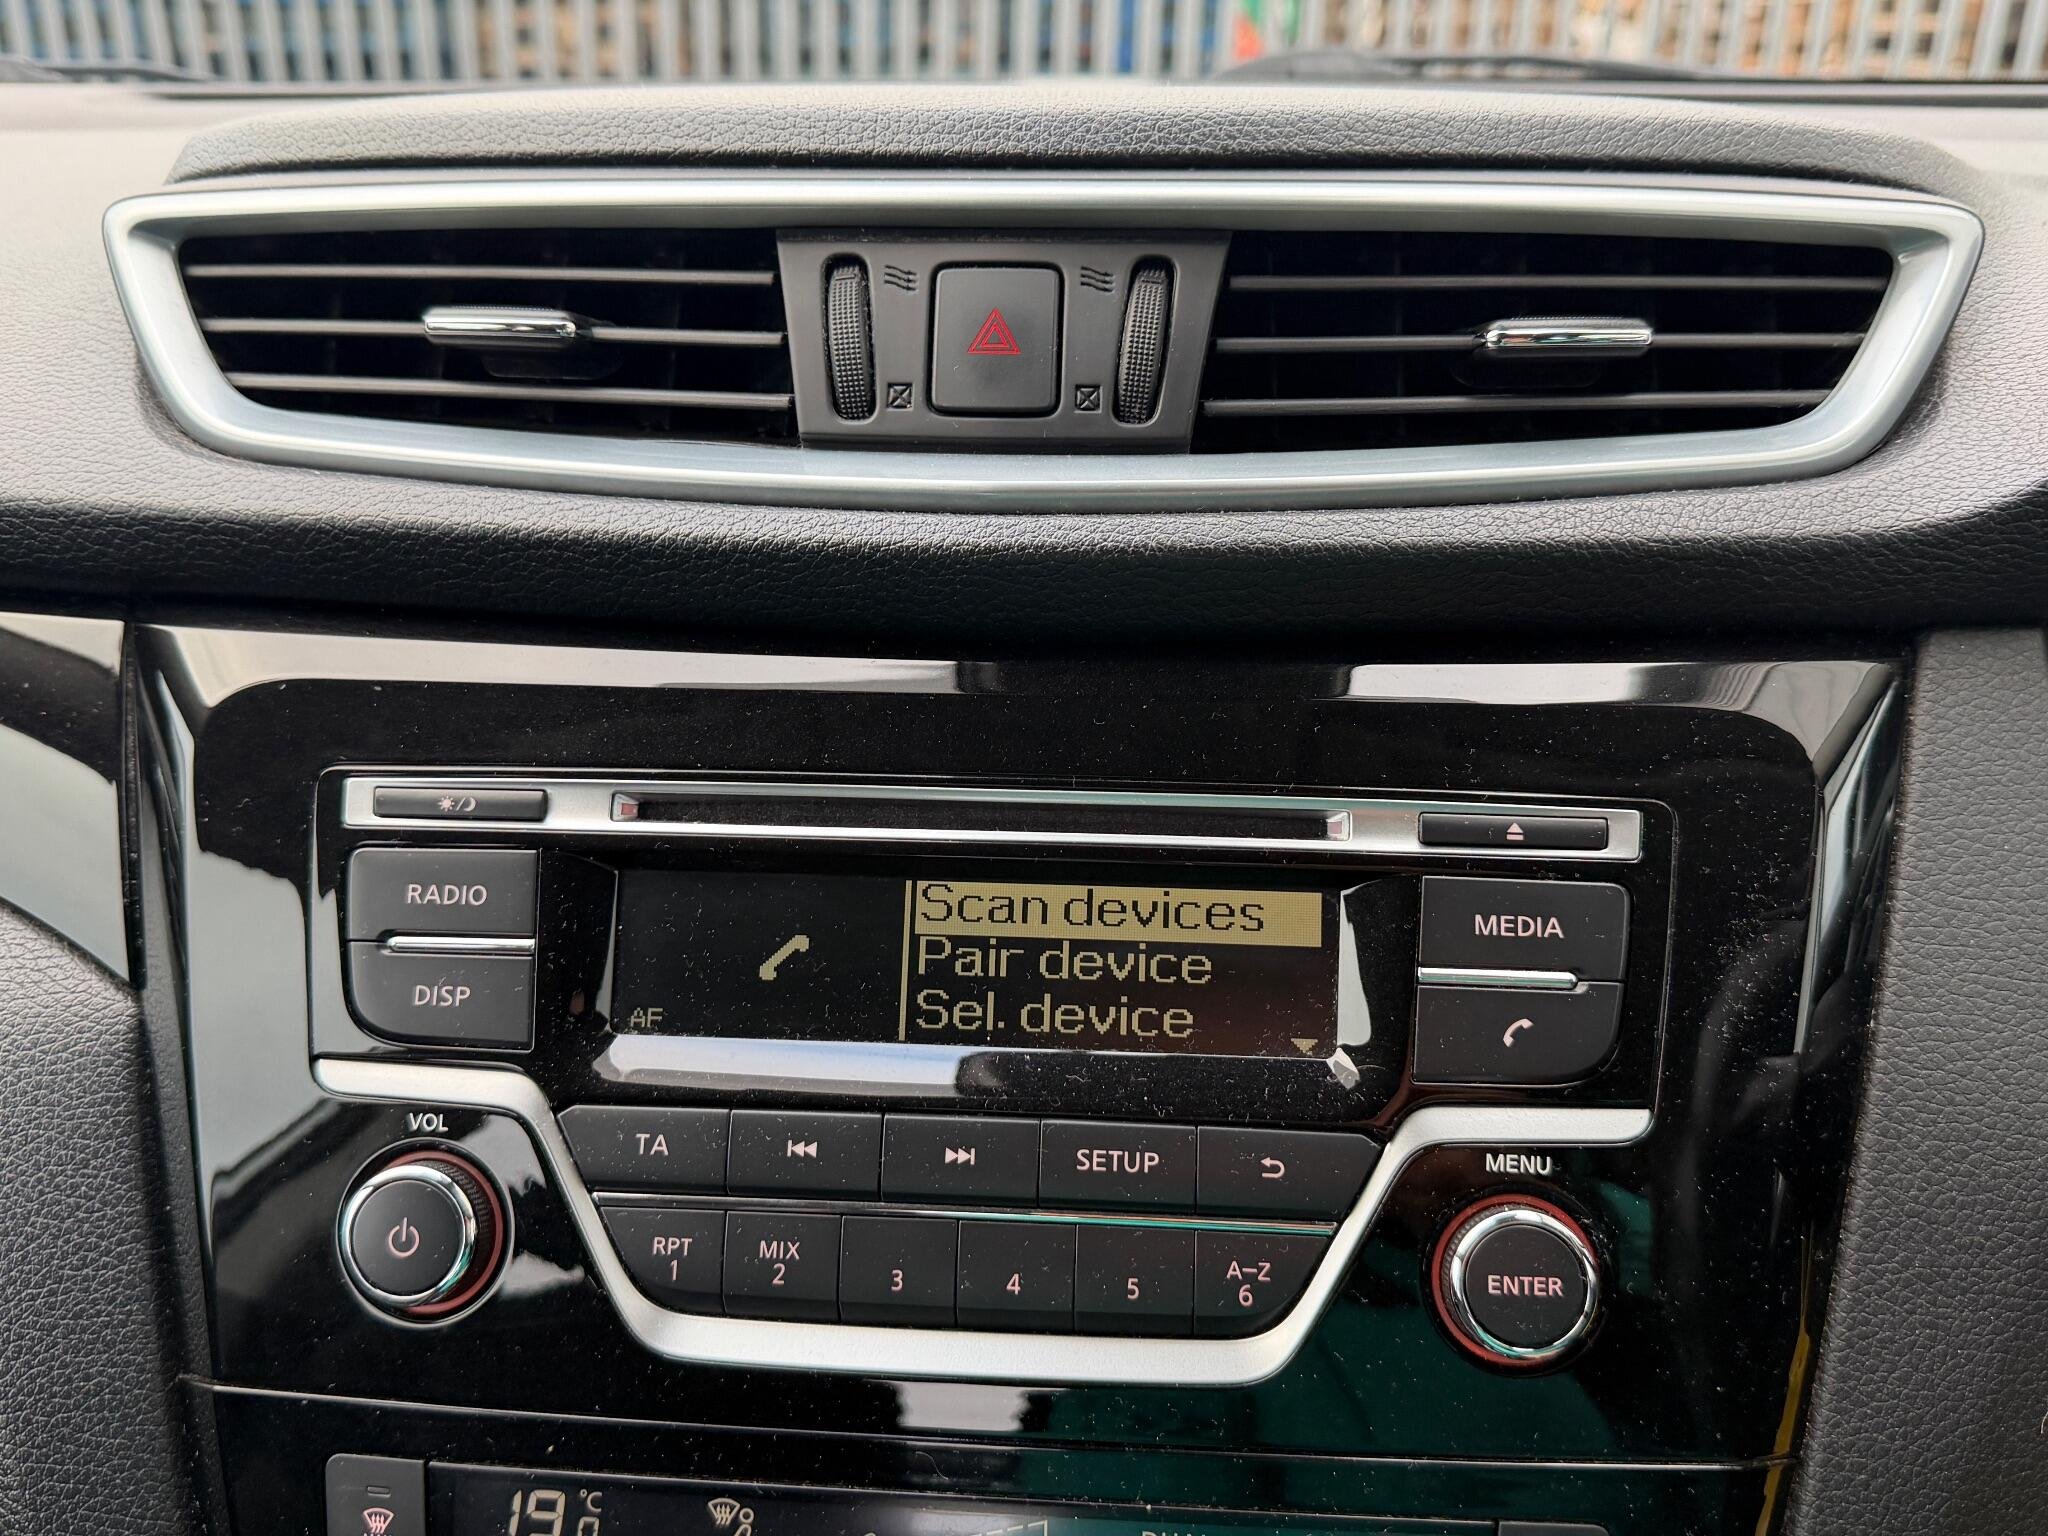 RADIO
DISP
Scan devices
Pair device
Sel. device
AF
MEDIA
VOL
TA
SETUP
MENU
RPT
1
MIX
2
3
4
5
A-Z
6
ENTER
19
°C